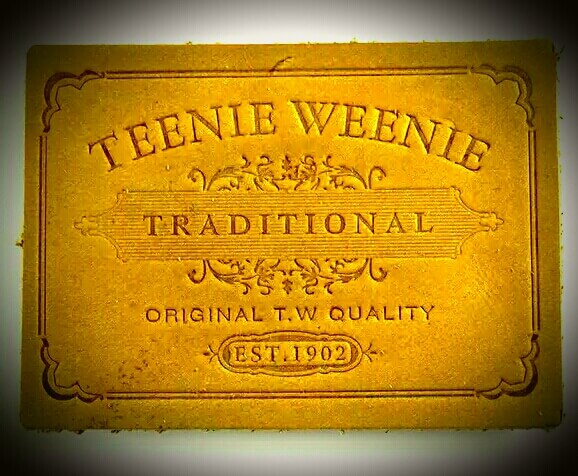 TEENIE WEENIE
TRADITIONAL
ORIGINAL T.W QUALITY
EST.1902